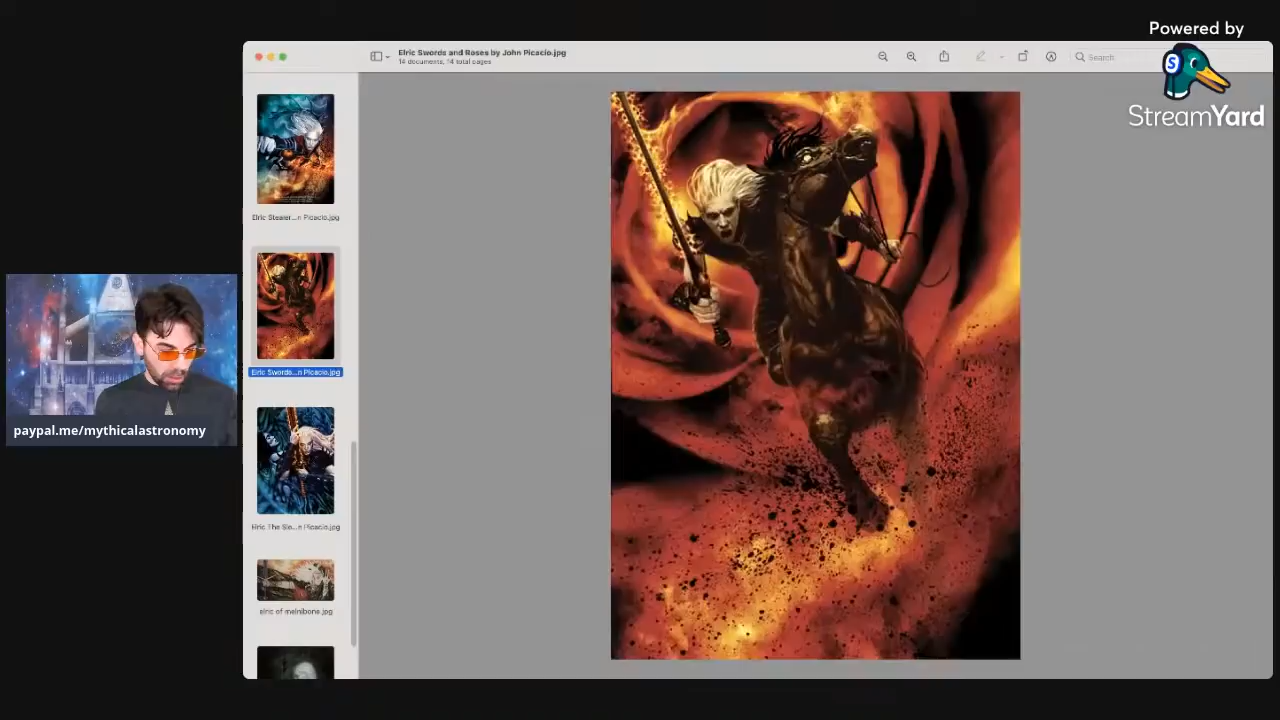 Powered by
StreamYard
Elric Swords and Roses by John Picacio.jpg
14 documents, 14 total pages
Search
Elric Stealer...n Picacio.jpg
Elric Swords...n Picacio.jpg
Elric The Sle...n Picacio.jpg
elric of melnibone.jpg
paypal.me/mythicalastronomy
S